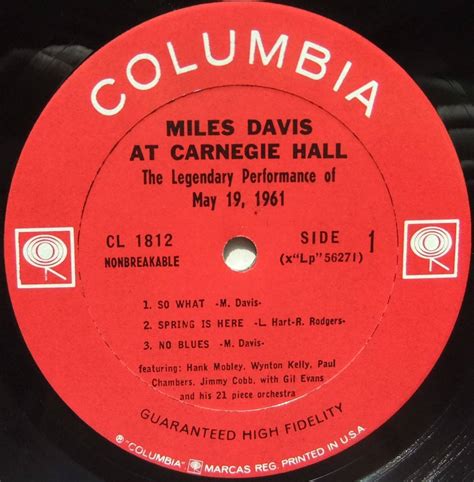 COLUMBIA
MILES DAVIS
AT CARNEGIE HALL
The Legendary Performance of
May 19, 1961
CL 1812
NONBREAKABLE
SIDE 1
(x"Lp"56271)
1. SO WHAT -M. Davis-
2. SPRING IS HERE -L. Hart-R. Rodgers-
3. NO BLUES -M. Davis-
featuring: Hank Mobley, Wynton Kelly, Paul
Chambers, Jimmy Cobb, with Gil Evans
and his 21 piece orchestra
GUARANTEED HIGH FIDELITY
® "COLUMBIA" MARCAS REG. PRINTED IN U.S.A.